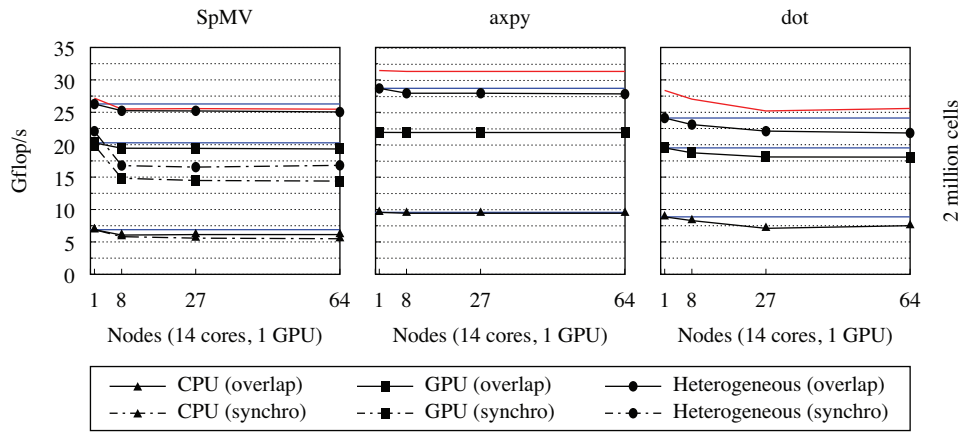 SpMV
axpy
dot
35
30
25
20
15
10
5
0
Gflop/s
2 million cells
1 8 27 64
1 8 27 64
1 8 27 64
Nodes (14 cores, 1 GPU)
Nodes (14 cores, 1 GPU)
Nodes (14 cores, 1 GPU)
CPU (overlap)
GPU (overlap)
Heterogeneous (overlap)
CPU (synchro)
GPU (synchro)
Heterogeneous (synchro)